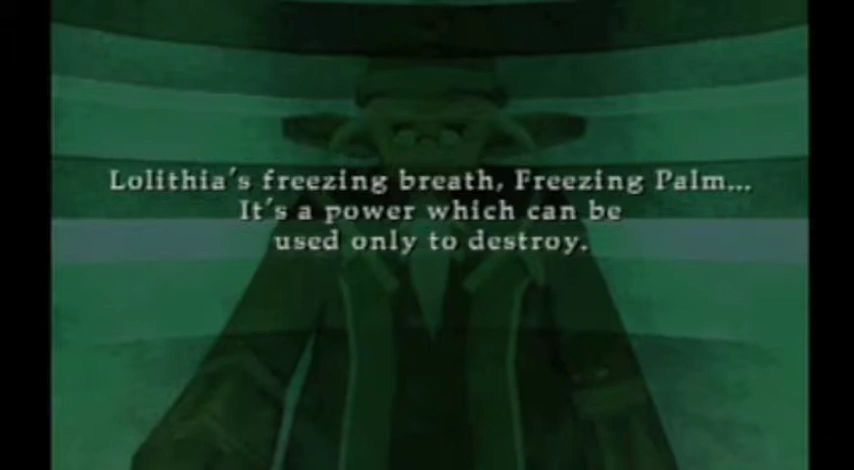 Lolithia's freezing breath, Freezing Palm...
It's a power which can be
used only to destroy.